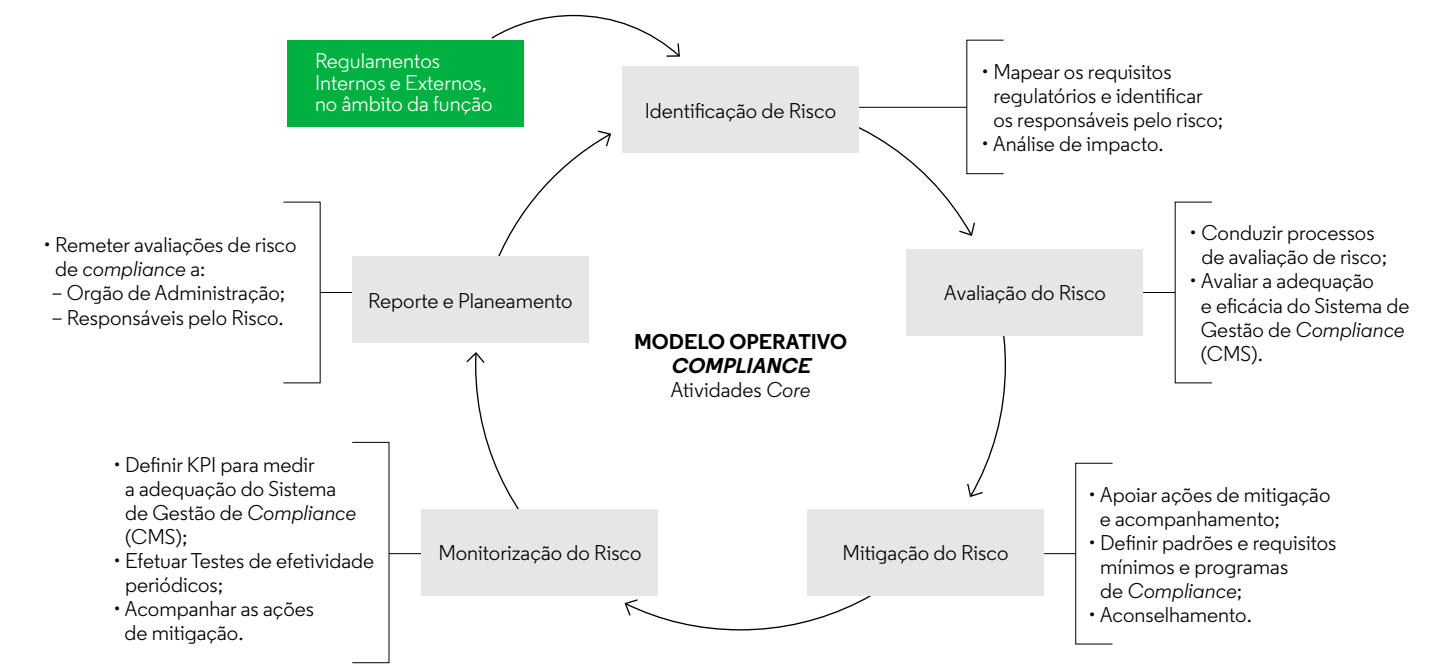 Regulamentos
Internos e Externos,
no âmbito da função
Identificação de Risco
• Mapear os requisitos
regulatórios e identificar
os responsáveis pelo risco;
• Análise de impacto.
• Remeter avaliações de risco
de compliance a:
– Orgão de Administração;
– Responsáveis pelo Risco.
Reporte e Planeamento
Avaliação do Risco
• Conduzir processos
de avaliação de risco;
• Avaliar a adequação
e eficácia do Sistema de
Gestão de Compliance
(CMS).
MODELO OPERATIVO
COMPLIANCE
Atividades Core
• Definir KPI para medir
a adequação do Sistema
de Gestão de Compliance
(CMS);
• Efetuar Testes de efetividade
periódicos;
• Acompanhar as ações
de mitigação.
Monitorização do Risco
Mitigação do Risco
• Apoiar ações de mitigação
e acompanhamento;
• Definir padrões e requisitos
mínimos e programas
de Compliance;
• Aconselhamento.